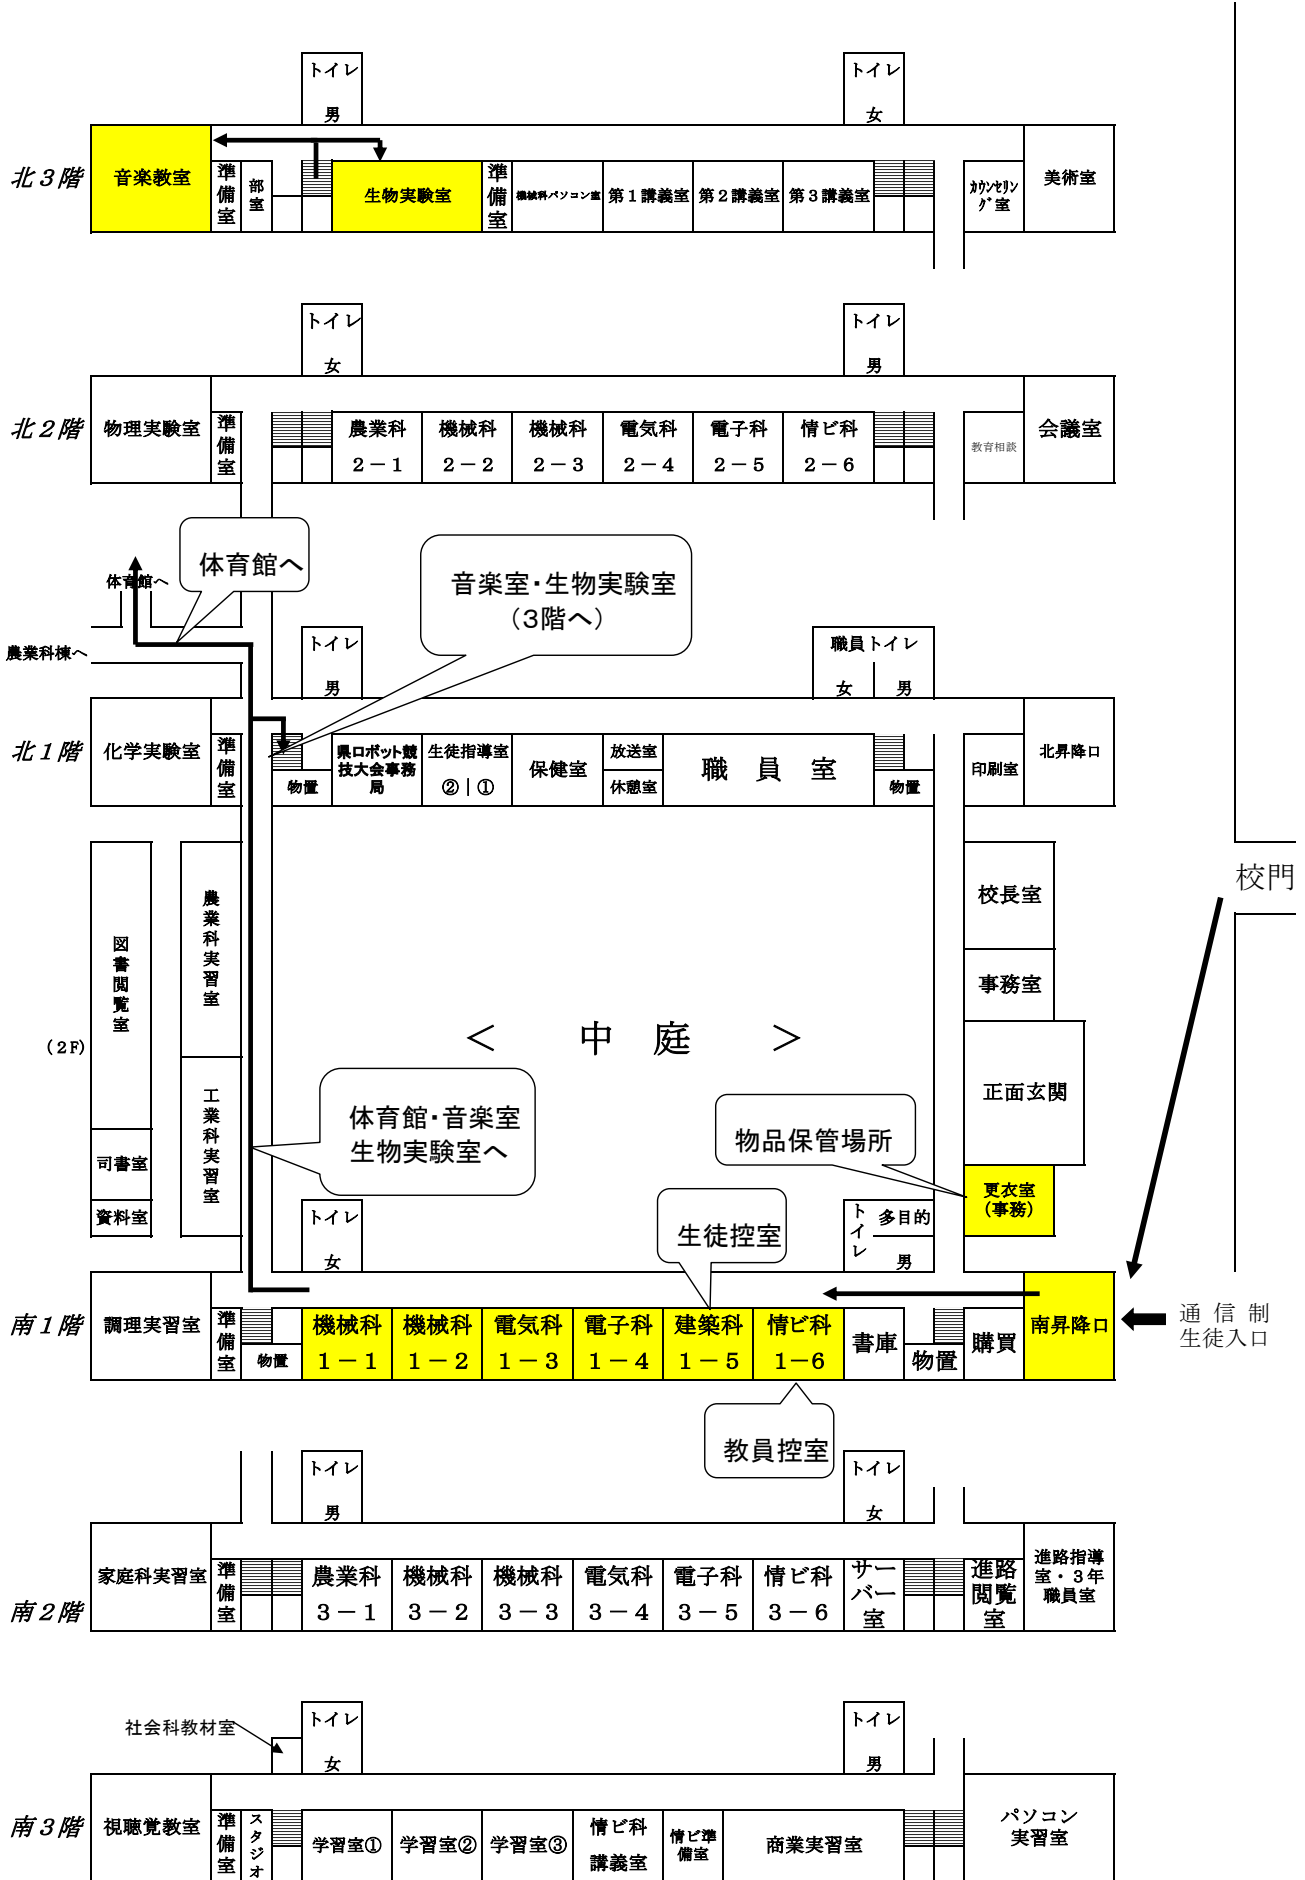 トイレ
男
トイレ
女
北3階
音楽教室
準備室
部室
生物実験室
準備室
機械科パソコン室
第1講義室
第2講義室
第3講義室
カウンセリング室
美術室
トイレ
女
トイレ
男
北2階
物理実験室
準備室
農業科
2－1
機械科
2－2
機械科
2－3
電気科
2－4
電子科
2－5
情ビ科
2－6
教育相談
会議室
体育館へ
体育館へ
音楽室・生物実験室
（3階へ）
農業科棟へ
トイレ
男
職員トイレ
女
男
北1階
化学実験室
準備室
物置
県ロボット競
技大会事務
局
生徒指導室
②｜①
保健室
放送室
休憩室
職　員　室
物置
印刷室
北昇降口
校門
図書閲覧室
(2F)
司書室
資料室
農業科実習室
工業科実習室
＜　中　庭　＞
校長室
事務室
正面玄関
更衣室
(事務)
体育館・音楽室
生物実験室へ
物品保管場所
生徒控室
トイレ
女
トイレ
多目的
男
南1階
調理実習室
準備室
物置
機械科
1－1
機械科
1－2
電気科
1－3
電子科
1－4
建築科
1－5
情ビ科
1－6
書庫
物置
購買
南昇降口
通 信 制
生徒入口
教員控室
トイレ
男
トイレ
女
南2階
家庭科実習室
準備室
農業科
3－1
機械科
3－2
機械科
3－3
電気科
3－4
電子科
3－5
情ビ科
3－6
サー
バー
室
進路
閲覧
室
進路指導
室・3年
職員室
社会科教材室
トイレ
女
トイレ
男
南3階
視聴覚教室
準備室
スタジオ
学習室①
学習室②
学習室③
情ビ科
講義室
情ビ準
備室
商業実習室
パソコン
実習室